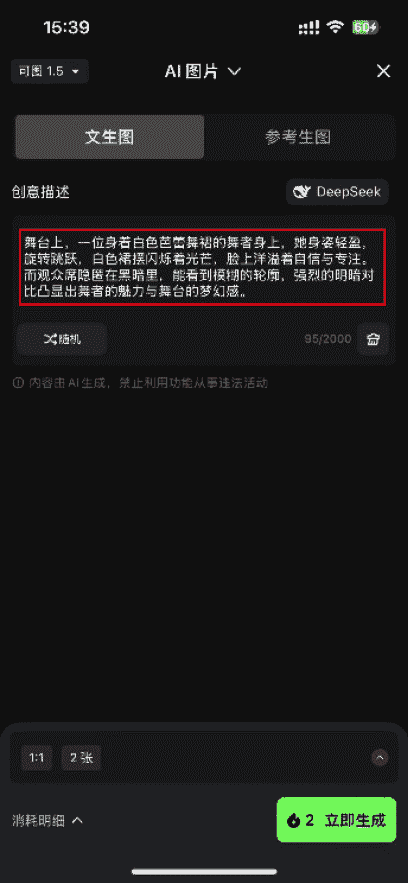 15:39
60
可图 1.5
AI 图片
文生图
参考生图
创意描述
DeepSeek
舞台上，一位身着白色芭蕾舞裙的舞者身上，她身姿轻盈，
旋转跳跃，白色裙摆闪烁着光芒，脸上洋溢着自信与专注。
而观众席隐匿在黑暗里，能看到模糊的轮廓，强烈的明暗对
比凸显出舞者的魅力与舞台的梦幻感。
随机
95/2000
内容由 AI 生成，禁止利用功能从事违法活动
1:1
2 张
消耗明细
2 立即生成